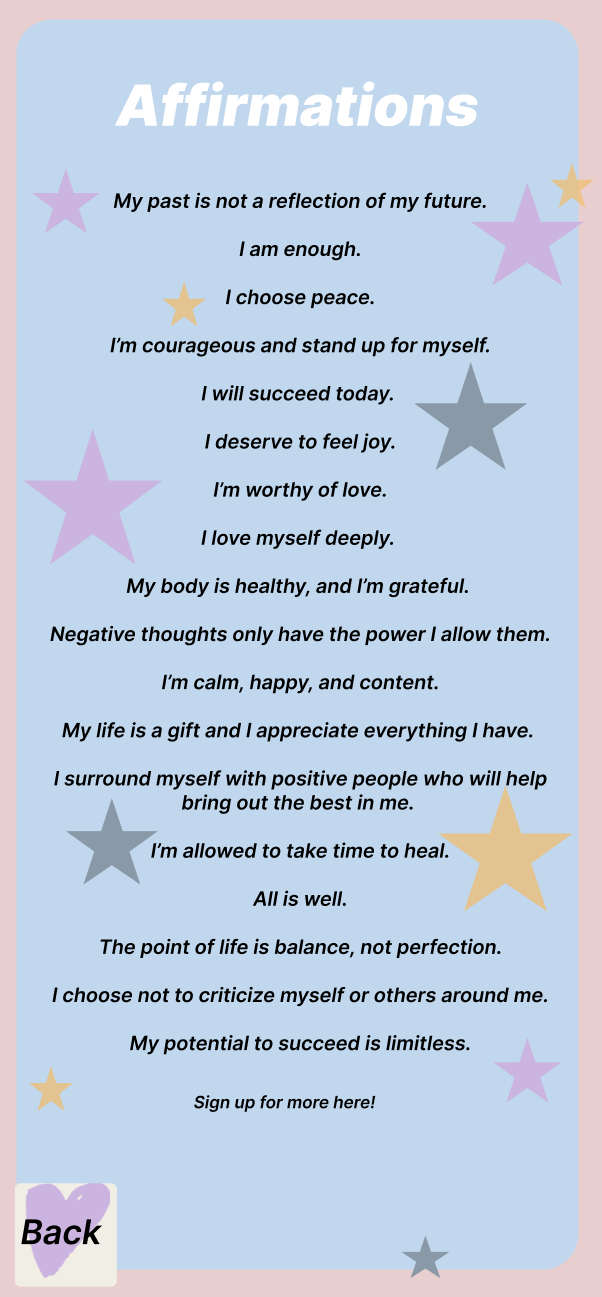 Affirmations
My past is not a reflection of my future.
I am enough.
I choose peace.
I’m courageous and stand up for myself.
I will succeed today.
I deserve to feel joy.
I’m worthy of love.
I love myself deeply.
My body is healthy, and I’m grateful.
Negative thoughts only have the power I allow them.
I’m calm, happy, and content.
My life is a gift and I appreciate everything I have.
I surround myself with positive people who will help
bring out the best in me.
I’m allowed to take time to heal.
All is well.
The point of life is balance, not perfection.
I choose not to criticize myself or others around me.
My potential to succeed is limitless.
Sign up for more here!
Back